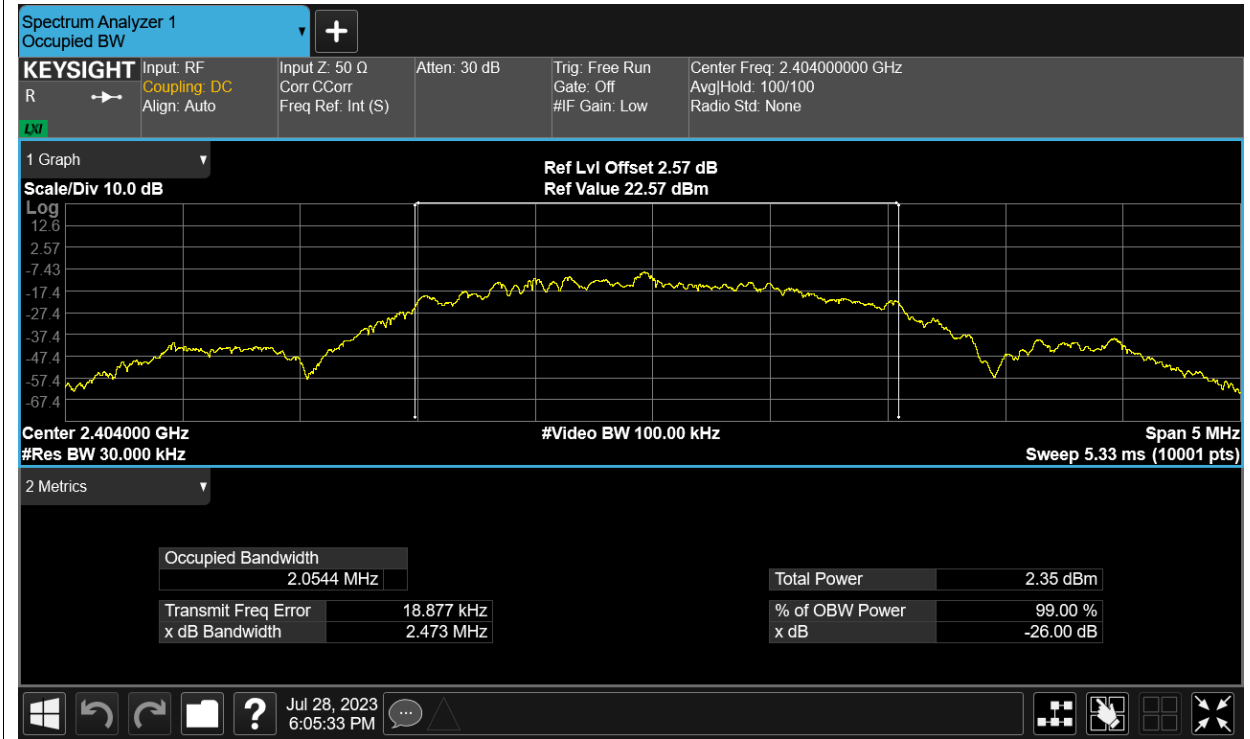 Spectrum Analyzer 1
Occupied BW
KEYSIGHT
R
LXI
Input: RF
Coupling: DC
Align: Auto
Input Z: 50 Ω
Corr CCorr
Freq Ref: Int (S)
Atten: 30 dB
Trig: Free Run
Gate: Off
#IF Gain: Low
Center Freq: 2.404000000 GHz
Avg|Hold: 100/100
Radio Std: None
1 Graph
Scale/Div 10.0 dB
Ref Lvl Offset 2.57 dB
Ref Value 22.57 dBm
Log
12.6
2.57
-7.43
-17.4
-27.4
-37.4
-47.4
-57.4
-67.4
Center 2.404000 GHz
#Video BW 100.00 kHz
Span 5 MHz
#Res BW 30.000 kHz
Sweep 5.33 ms (10001 pts)
2 Metrics
Occupied Bandwidth
2.0544 MHz
Total Power 2.35 dBm
Transmit Freq Error 18.877 kHz
% of OBW Power 99.00 %
x dB Bandwidth 2.473 MHz
x dB -26.00 dB
?
Jul 28, 2023
6:05:33 PM